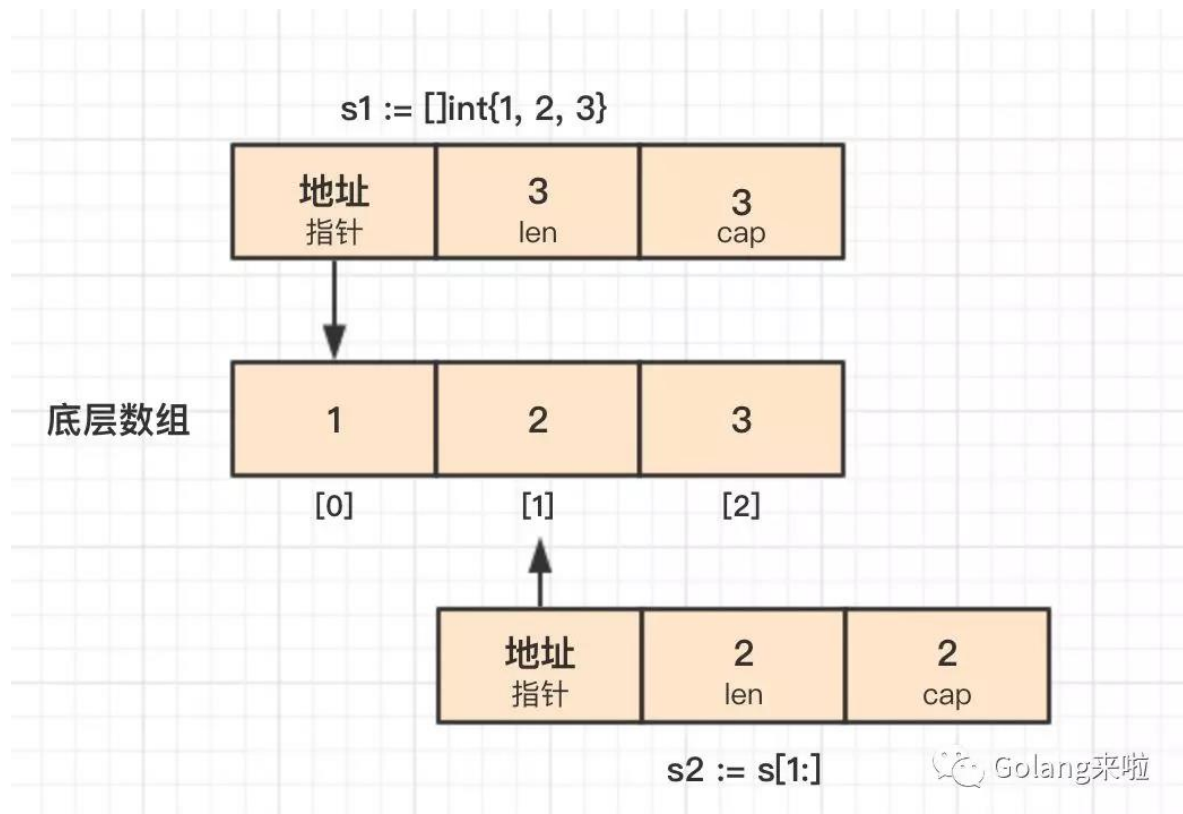 s1 := []int{1, 2, 3}
地址 3 3
指针 len cap
底层数组 1 2 3
[0] [1] [2]
地址 2 2
指针 len cap
s2 := s[1:]
Golang来啦